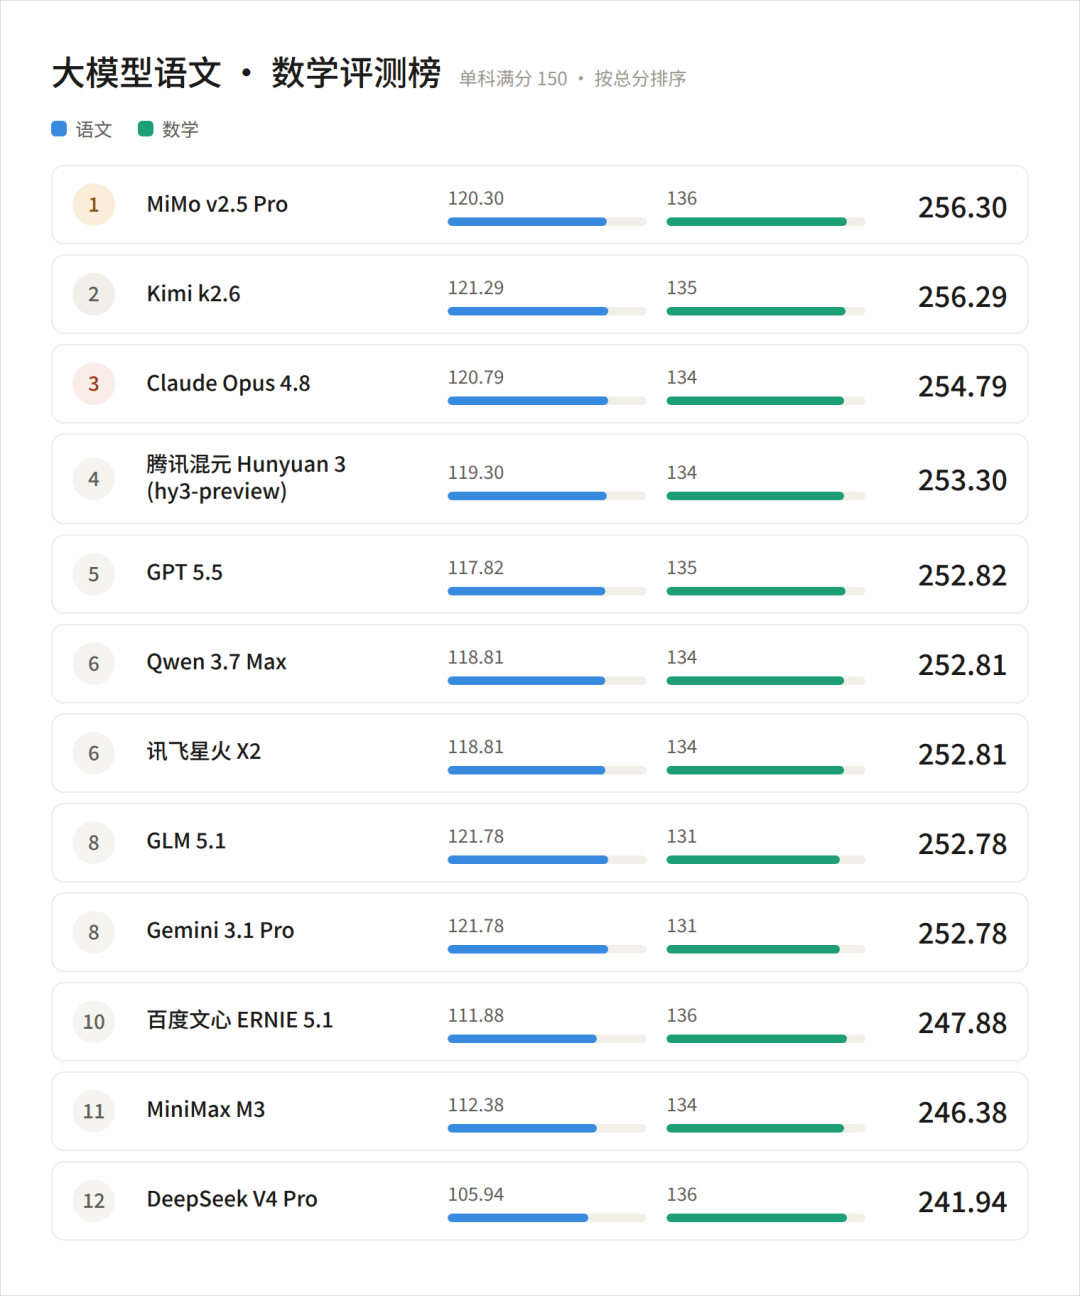 大模型语文 · 数学评测榜 单科满分 150 · 按总分排序
语文 数学
1 MiMo v2.5 Pro 120.30 136 256.30
2 Kimi k2.6 121.29 135 256.29
3 Claude Opus 4.8 120.79 134 254.79
4 腾讯混元 Hunyuan 3
(hy3-preview) 119.30 134 253.30
5 GPT 5.5 117.82 135 252.82
6 Qwen 3.7 Max 118.81 134 252.81
6 讯飞星火 X2 118.81 134 252.81
8 GLM 5.1 121.78 131 252.78
8 Gemini 3.1 Pro 121.78 131 252.78
10 百度文心 ERNIE 5.1 111.88 136 247.88
11 MiniMax M3 112.38 134 246.38
12 DeepSeek V4 Pro 105.94 136 241.94